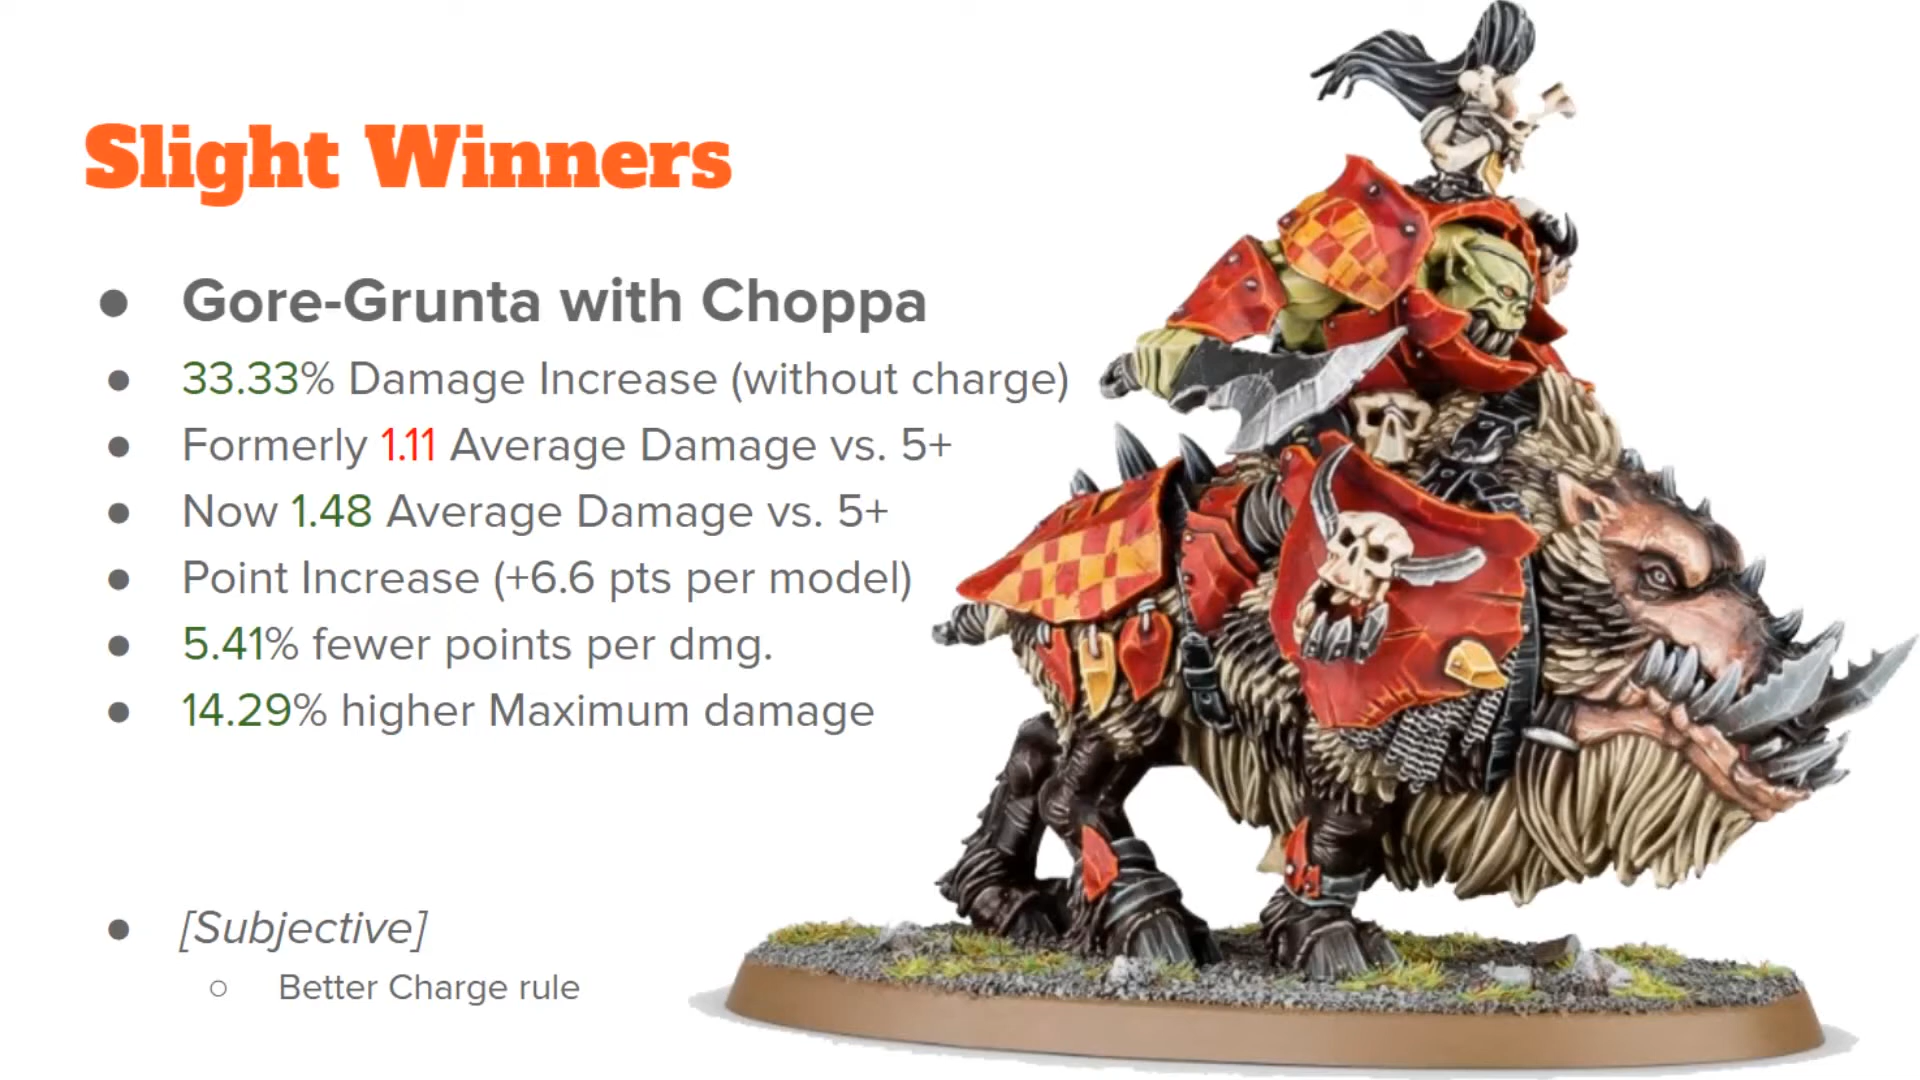 Slight Winners
Gore-Grunta with Choppa
33.33% Damage Increase (without charge)
Formerly 1.11 Average Damage vs. 5+
Now 1.48 Average Damage vs. 5+
Point Increase (+6.6 pts per model)
5.41% fewer points per dmg.
14.29% higher Maximum damage
[Subjective]
Better Charge rule